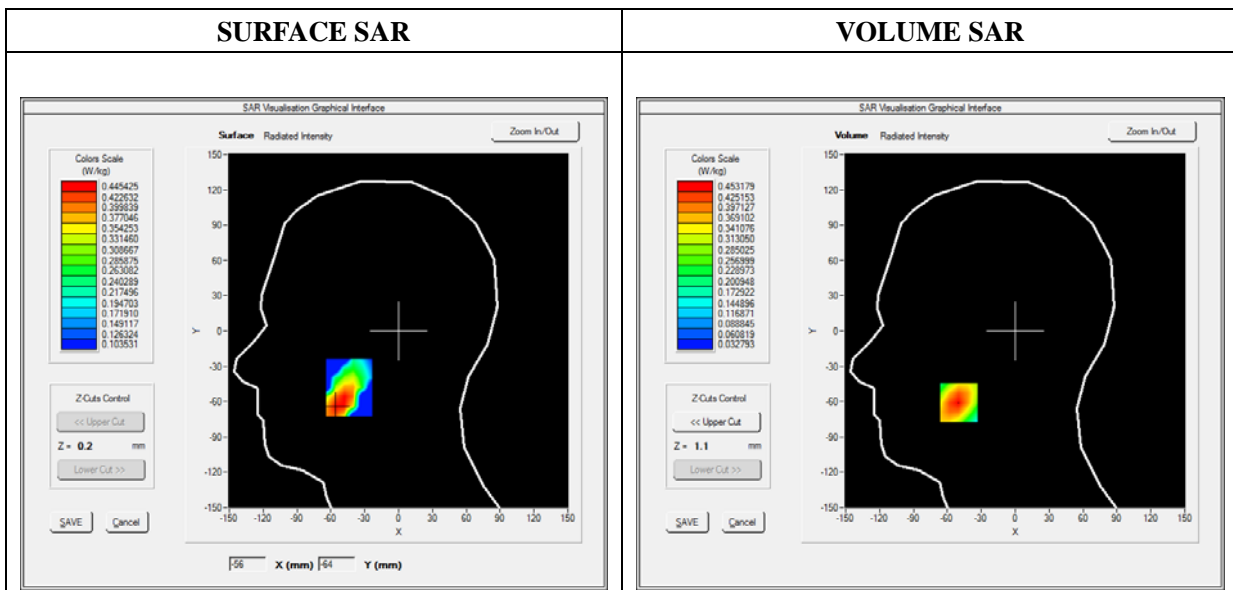 SURFACE SAR
VOLUME SAR
SAR Visualisation Graphical Interface
Surface Radiated Intensity
Zoom In/Out
Colors Scale
(W/kg)
0.445425
0.422632
0.399839
0.377046
0.354253
0.331460
0.308667
0.285875
0.263082
0.240289
0.217496
0.194703
0.171910
0.149117
0.126324
0.103531
Z-Cuts Control
<< Upper Cut
Z = 0.2 mm
Lower Cut >>
SAVE Cancel
150
120
90
60
30
0
-30
-60
-90
-120
-150
Y
-150 -120 -90 -60 -30 0 30 60 90 120 150
X
-56 X (mm) -64 Y (mm)
SAR Visualisation Graphical Interface
Volume Radiated Intensity
Zoom In/Out
Colors Scale
(W/kg)
0.453179
0.425153
0.397127
0.369102
0.341076
0.313050
0.285025
0.256999
0.228973
0.200948
0.172922
0.144896
0.116871
0.088845
0.060819
0.032793
Z-Cuts Control
<< Upper Cut
Z = 1.1 mm
Lower Cut >>
SAVE Cancel
150
120
90
60
30
0
-30
-60
-90
-120
-150
Y
-150 -120 -90 -60 -30 0 30 60 90 120 150
X